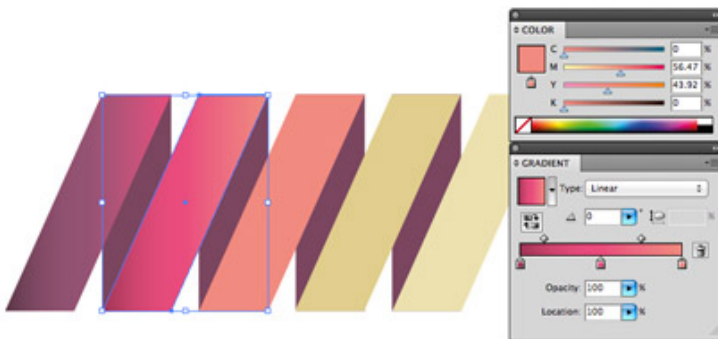 COLOR
C 0 %
M 56.47 %
Y 43.92 %
K 0 %
GRADIENT
Type: Linear
0 °
%
Opacity: 100 %
Location: 100 %